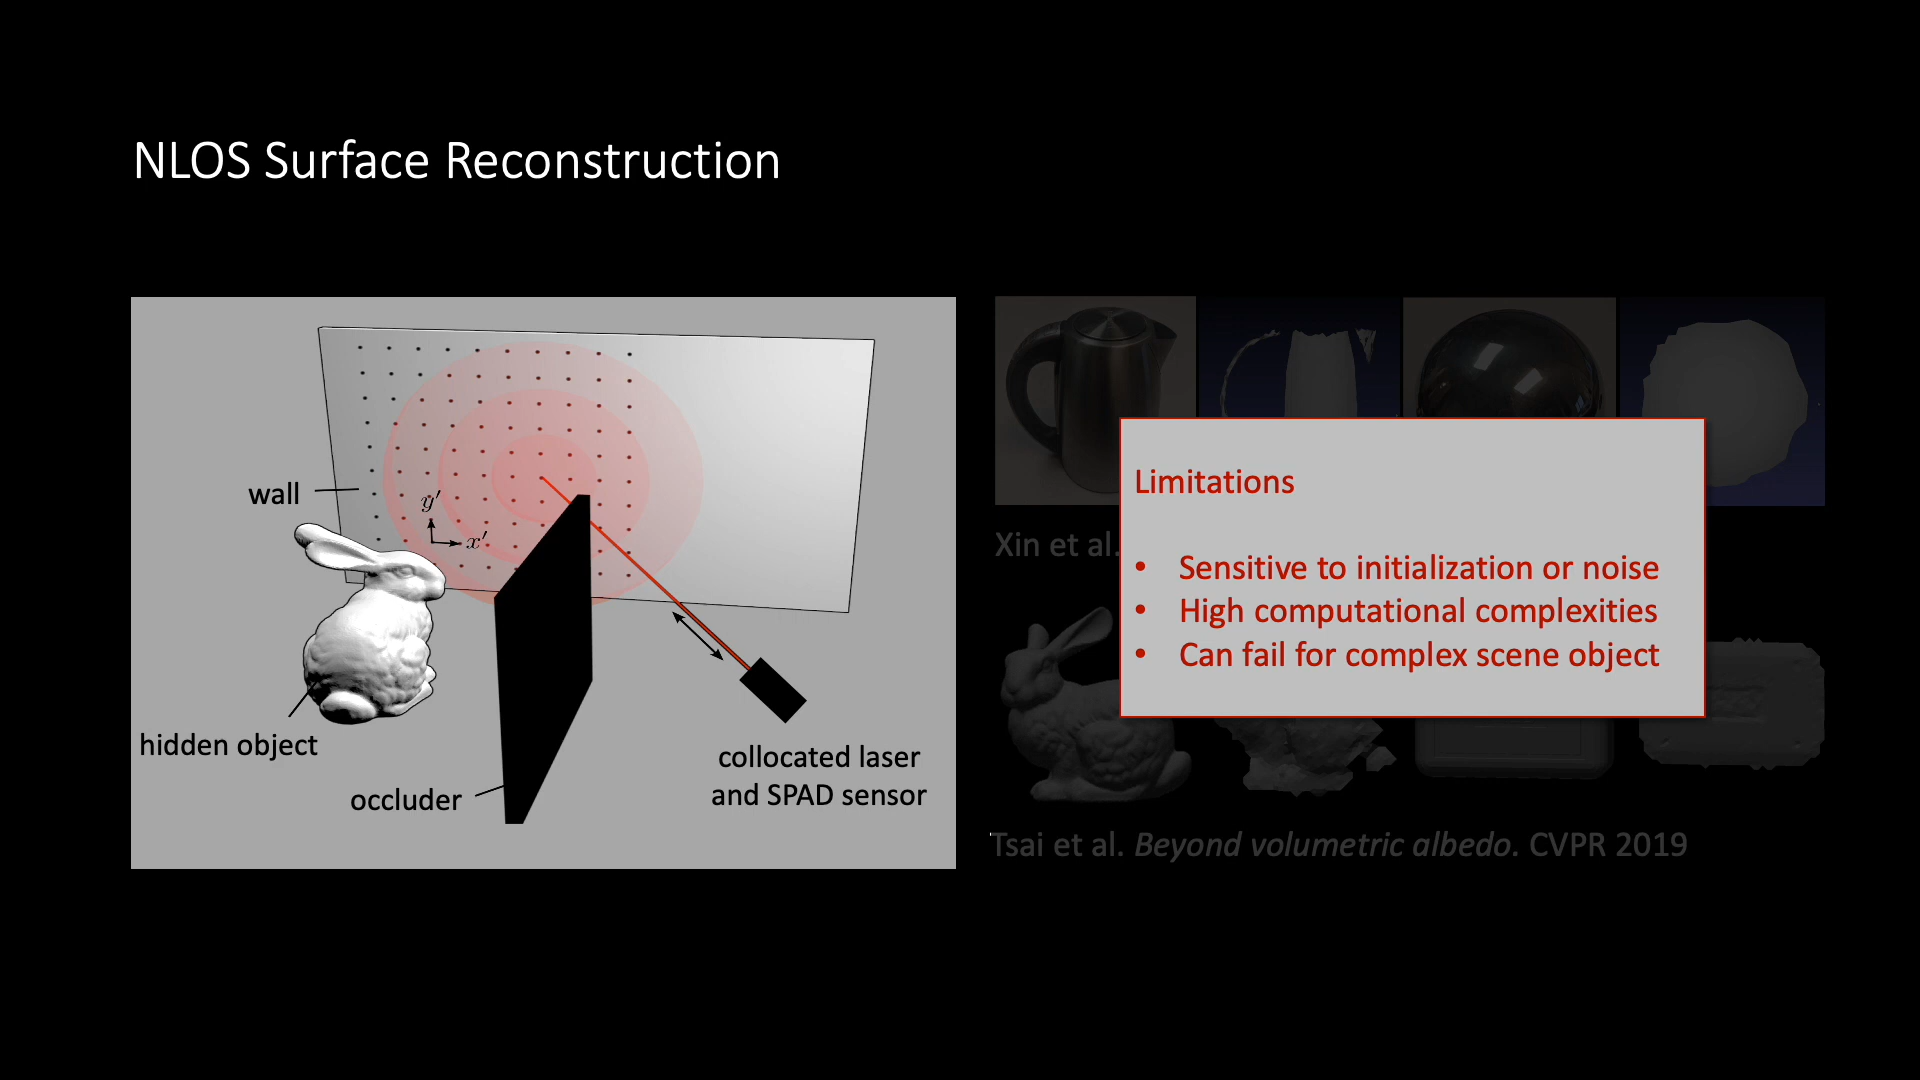 NLOS Surface Reconstruction
wall
y′
x′
hidden object
occluder
collocated laser
and SPAD sensor
Xin et al.
Limitations
• Sensitive to initialization or noise
• High computational complexities
• Can fail for complex scene object
Tsai et al. Beyond volumetric albedo. CVPR 2019